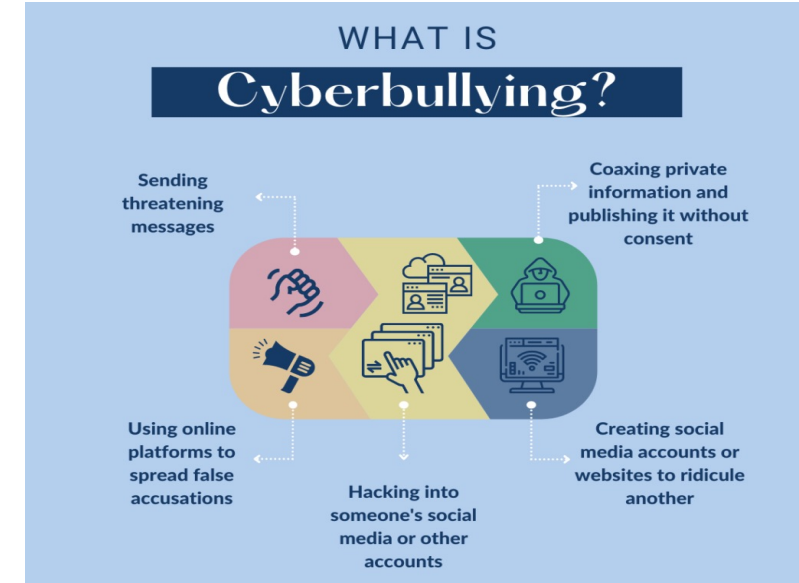 WHAT IS
Cyberbullying?
Sending
threatening
messages
Coaxing private
information and
publishing it without
consent
Using online
platforms to
spread false
accusations
Hacking into
someone's social
media or other
accounts
Creating social
media accounts or
websites to ridicule
another